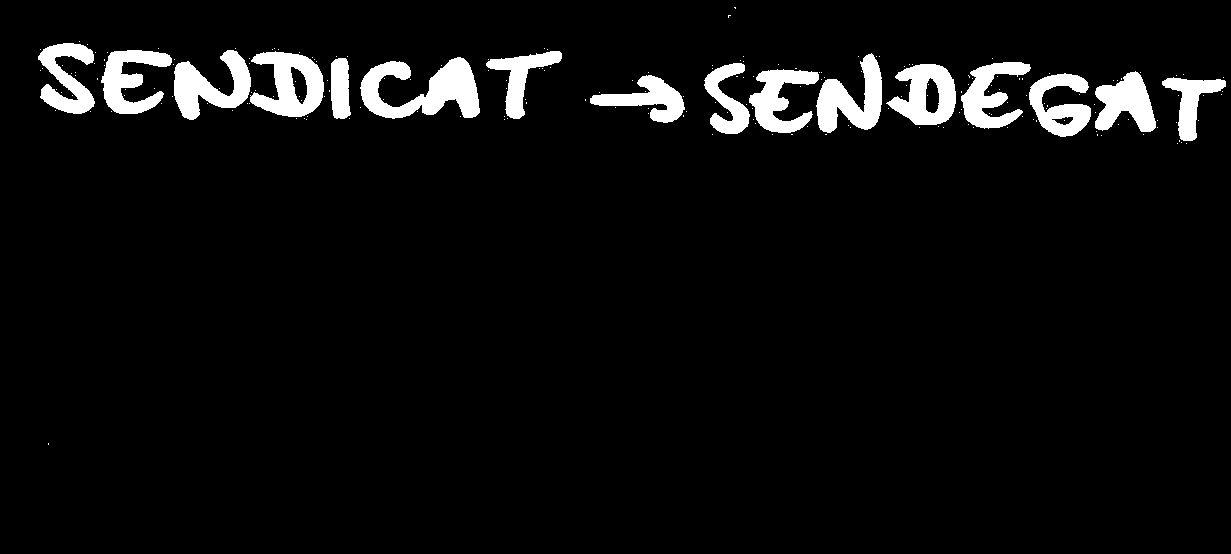 SENDICAT → SENDEGAT